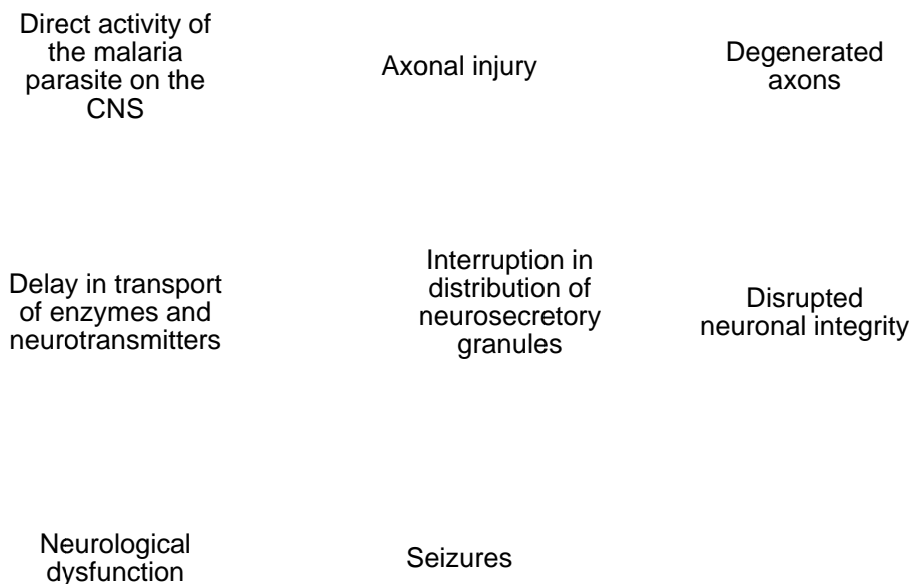 Direct activity of
the malaria
parasite on the
CNS
Axonal injury
Degenerated
axons
Delay in transport
of enzymes and
neurotransmitters
Interruption in
distribution of
neurosecretory
granules
Disrupted
neuronal integrity
Neurological
dysfunction
Seizures